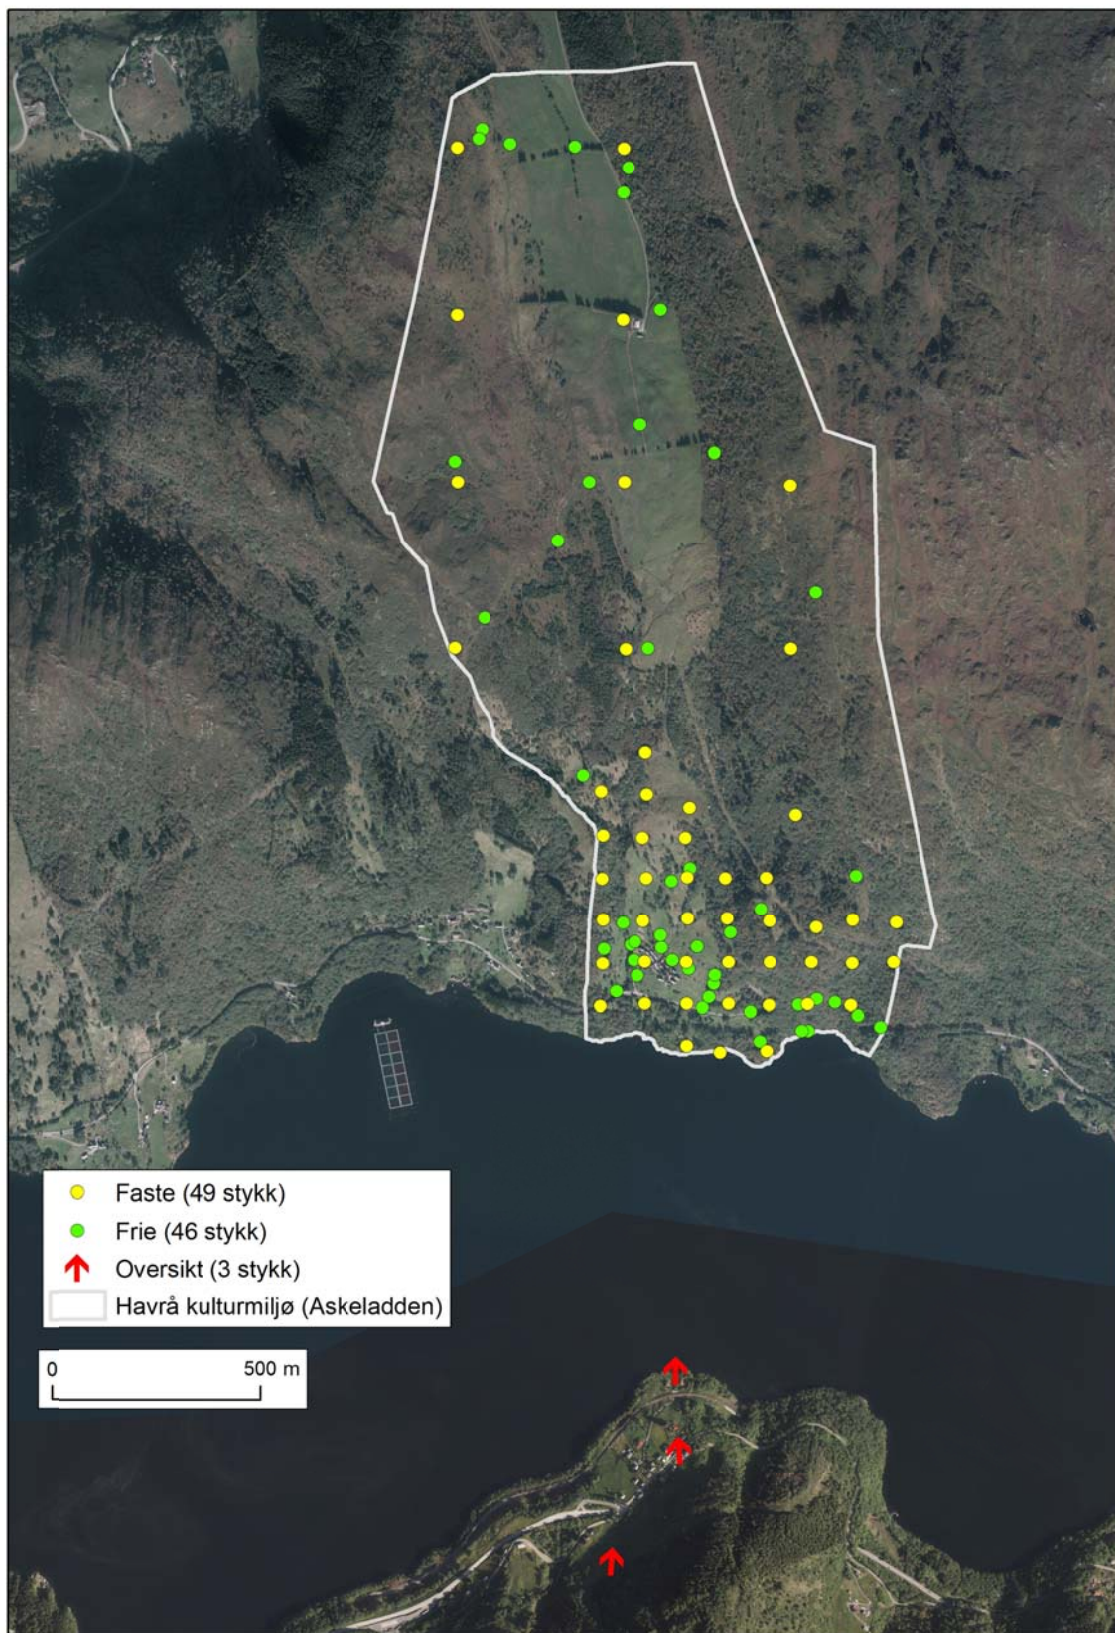 Faste (49 stykk)
Frie (46 stykk)
Oversikt (3 stykk)
Havrå kulturmiljø (Askeladden)
0 500 m